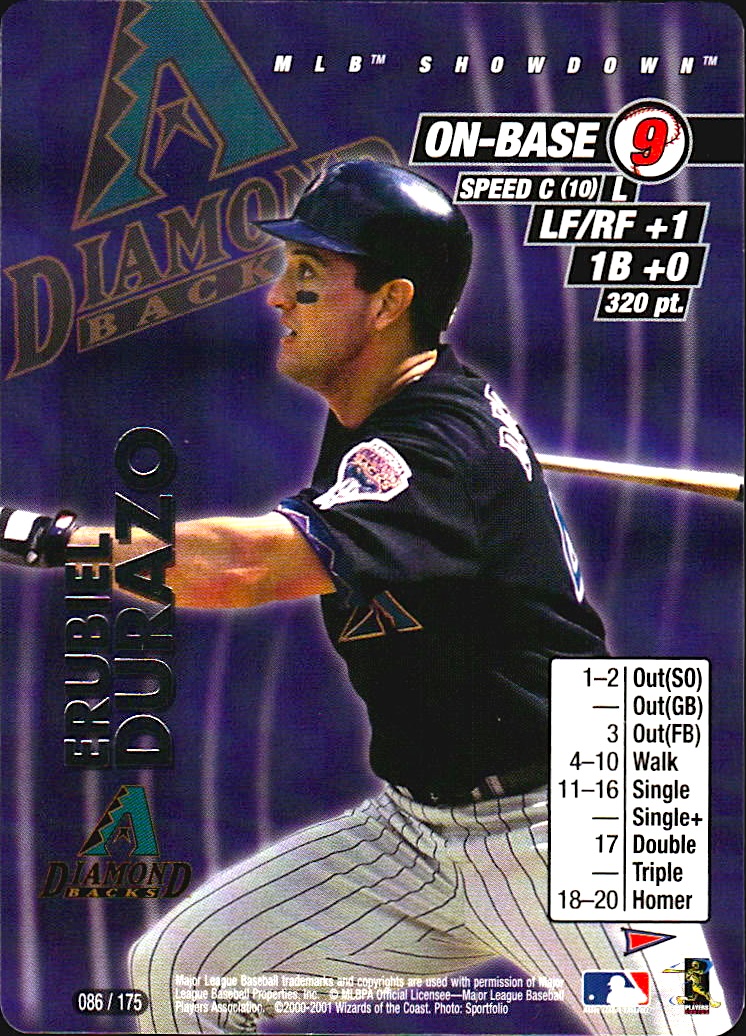 A
DIAMOND
BACKS
MLB™ SHOWDOWN™
ON-BASE 9
SPEED C (10) L
LF/RF +1
1B +0
320 pt.
ERUBIEL
DURAZO
1–2 Out(SO)
— Out(GB)
3 Out(FB)
4–10 Walk
11–16 Single
— Single+
17 Double
— Triple
18–20 Homer
A
DIAMOND
BACKS
086 / 175
Major League Baseball trademarks and copyrights are used with permission of Major
League Baseball Properties, Inc. © MLBPA Official Licensee—Major League Baseball
Players Association. ©2000-2001 Wizards of the Coast. Photo: Sportfolio
PLAYERS